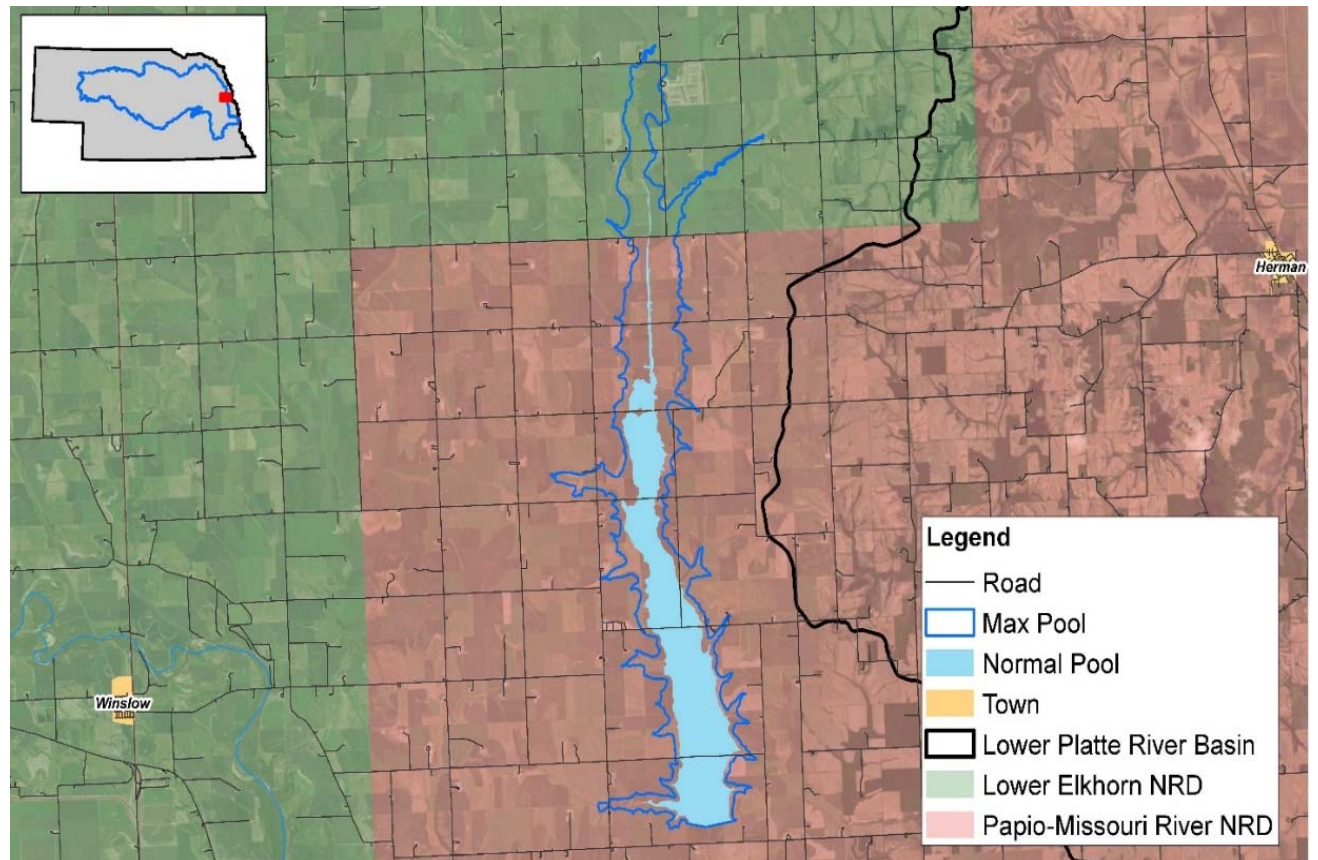 Herman
Winslow
Legend
Road
Max Pool
Normal Pool
Town
Lower Platte River Basin
Lower Elkhorn NRD
Papio-Missouri River NRD